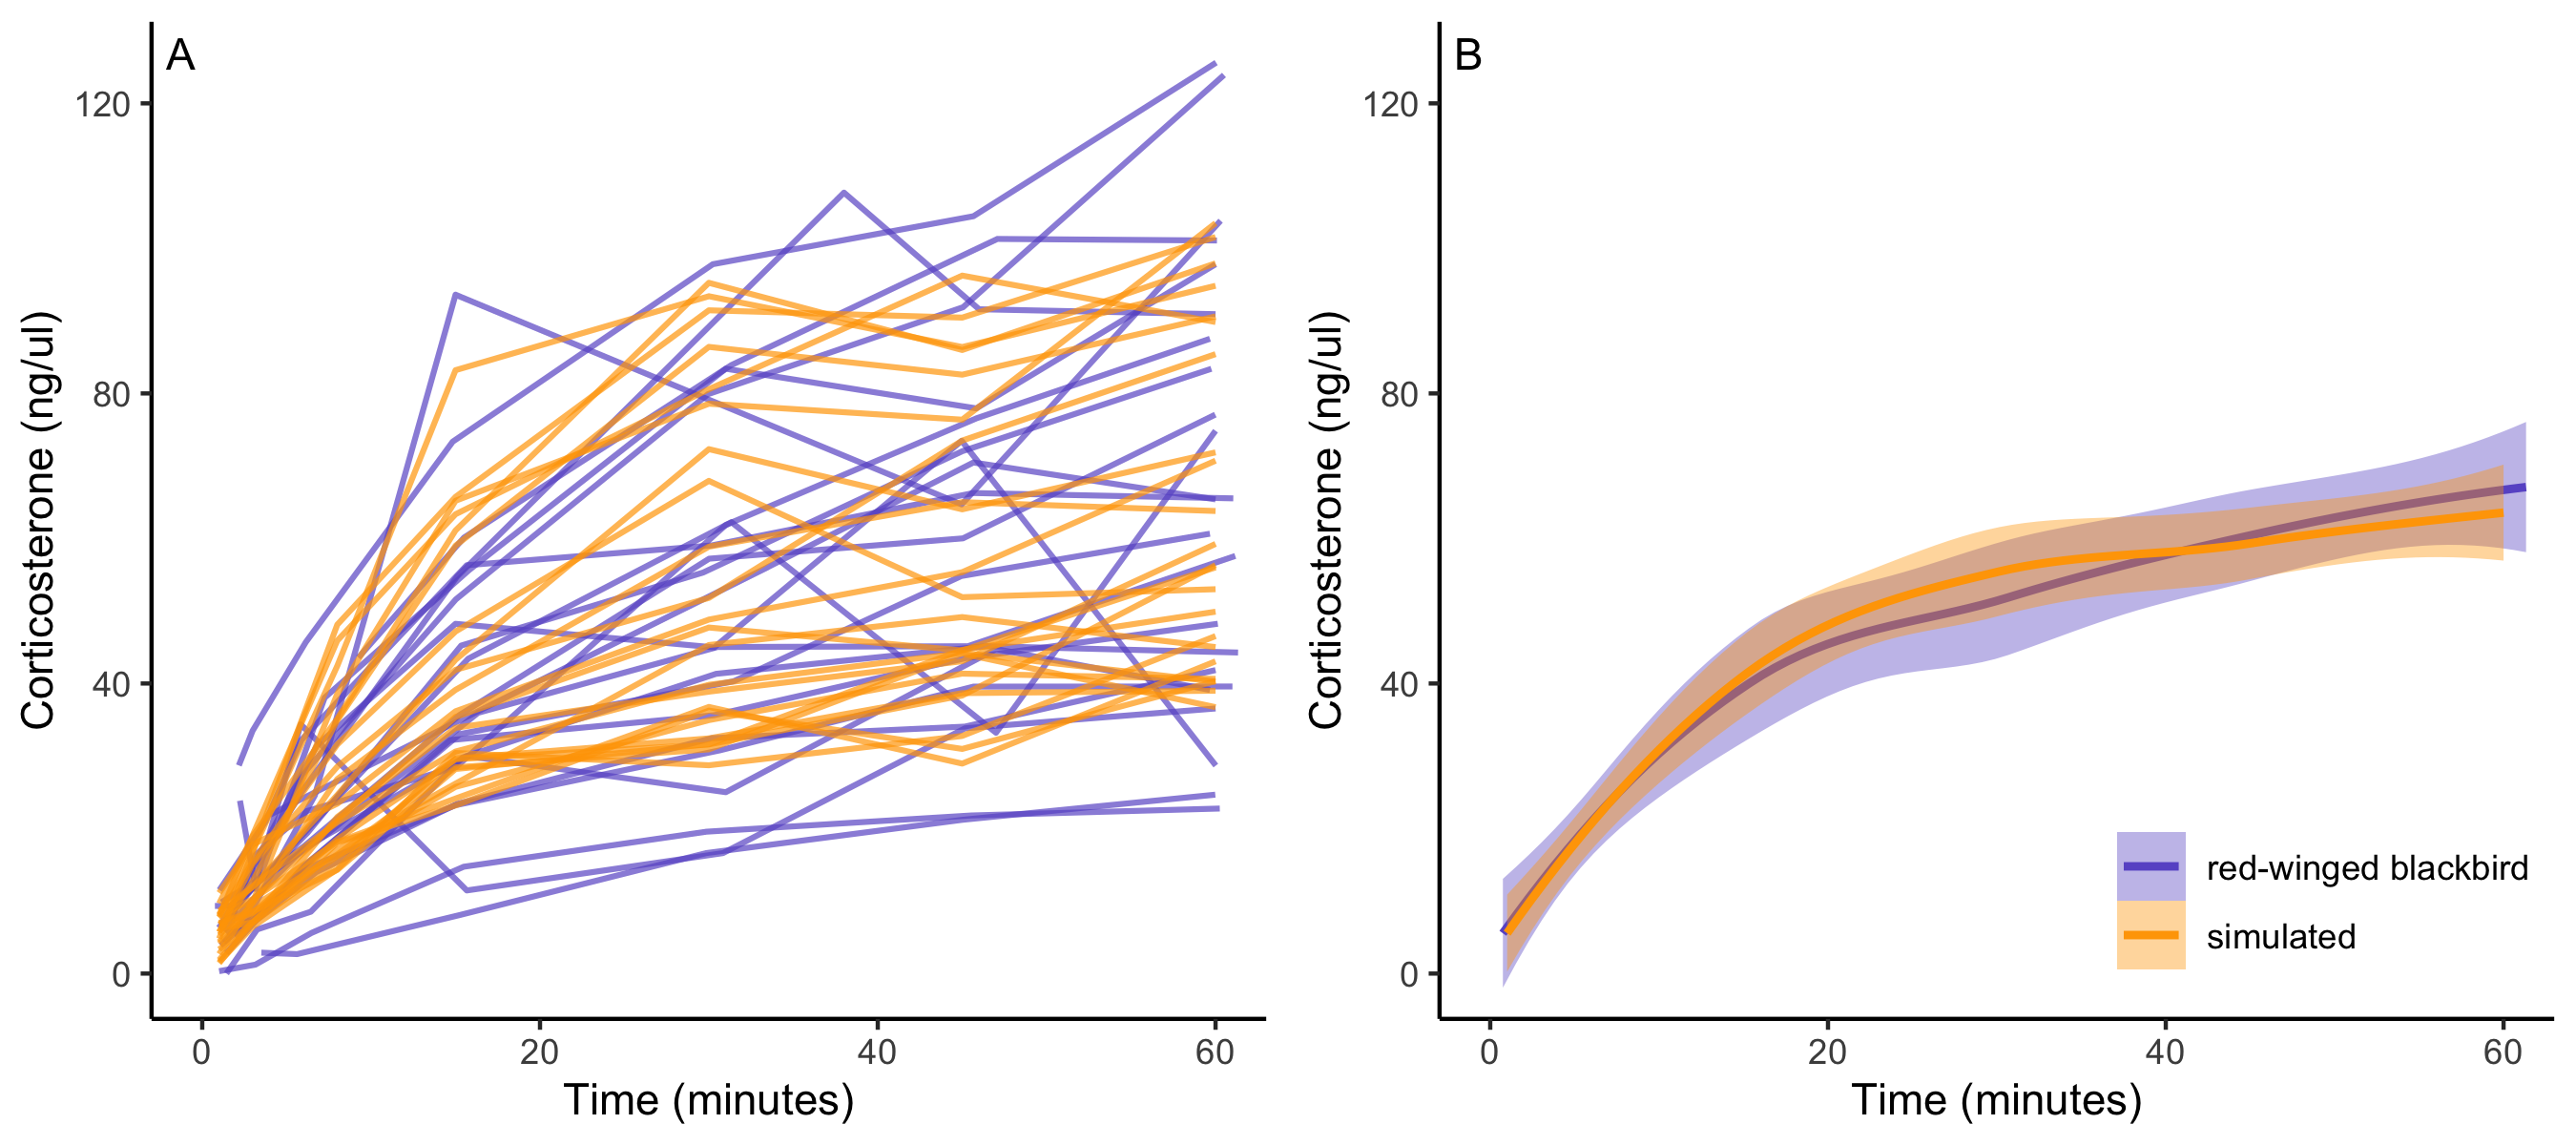 A
120
80
40
0
0 20 40 60
Time (minutes)
Corticosterone (ng/ul)
B
120
80
40
0
0 20 40 60
Time (minutes)
Corticosterone (ng/ul)
red-winged blackbird
simulated